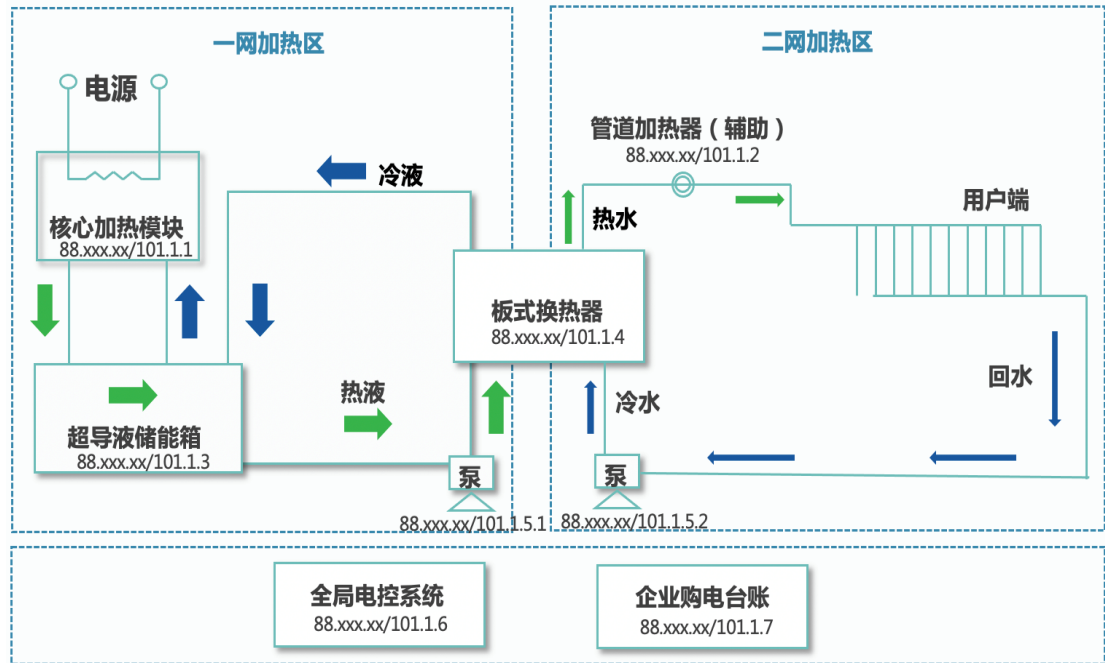 一网加热区
二网加热区
电源
管道加热器（辅助）
88.xxx.xx/101.1.2
冷液
用户端
热水
核心加热模块
88.xxx.xx/101.1.1
板式换热器
88.xxx.xx/101.1.4
回水
热液
冷水
超导液储能箱
88.xxx.xx/101.1.3
泵
泵
88.xxx.xx/101.1.5.1
88.xxx.xx/101.1.5.2
全局电控系统
88.xxx.xx/101.1.6
企业购电台账
88.xxx.xx/101.1.7